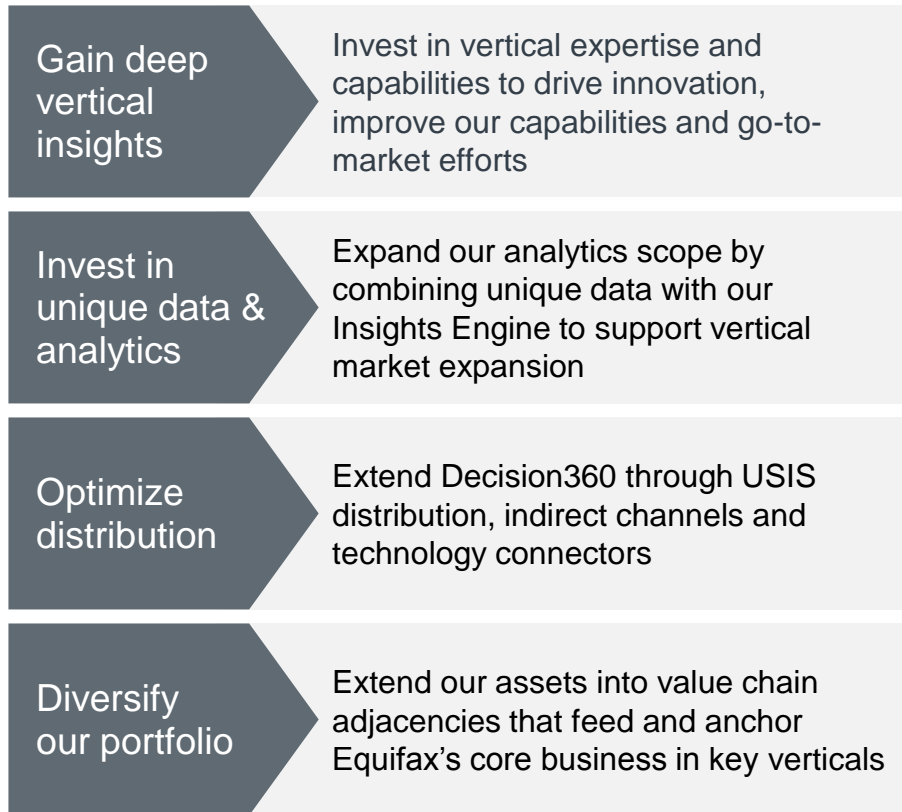 Gain deep
vertical
insights
Invest in vertical expertise and
capabilities to drive innovation,
improve our capabilities and go-to-
market efforts
Invest in
unique data &
analytics
Expand our analytics scope by
combining unique data with our
Insights Engine to support vertical
market expansion
Optimize
distribution
Extend Decision360 through USIS
distribution, indirect channels and
technology connectors
Diversify
our portfolio
Extend our assets into value chain
adjacencies that feed and anchor
Equifax’s core business in key verticals